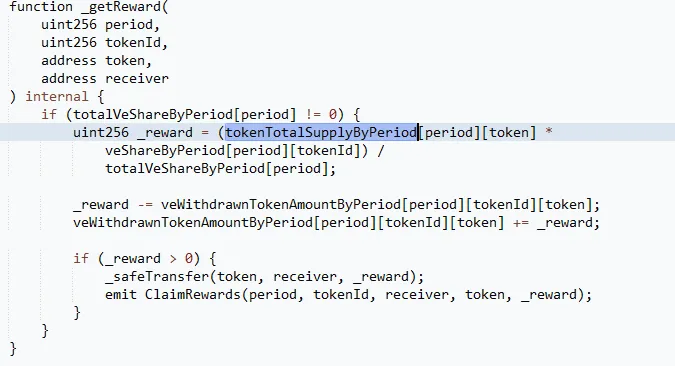 function _getReward(
    uint256 period,
    uint256 tokenId,
    address token,
    address receiver
) internal {
    if (totalVeShareByPeriod[period] != 0) {
        uint256 _reward = (tokenTotalSupplyByPeriod[period][token] *
            veShareByPeriod[period][tokenId]) /
            totalVeShareByPeriod[period];

        _reward -= veWithdrawnTokenAmountByPeriod[period][tokenId][token];
        veWithdrawnTokenAmountByPeriod[period][tokenId][token] += _reward;

        if (_reward > 0) {
            _safeTransfer(token, receiver, _reward);
            emit ClaimRewards(period, tokenId, receiver, token, _reward);
        }
    }
}